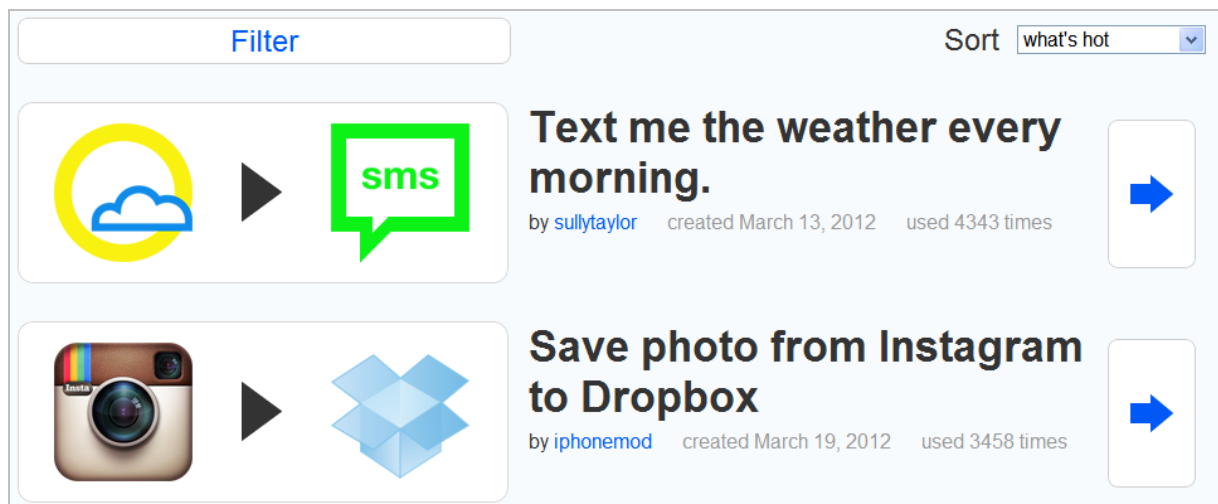 Filter
Sort what's hot
sms
Text me the weather every
morning.
by sullytaylor created March 13, 2012 used 4343 times
Insta
Save photo from Instagram
to Dropbox
by iphonemod created March 19, 2012 used 3458 times